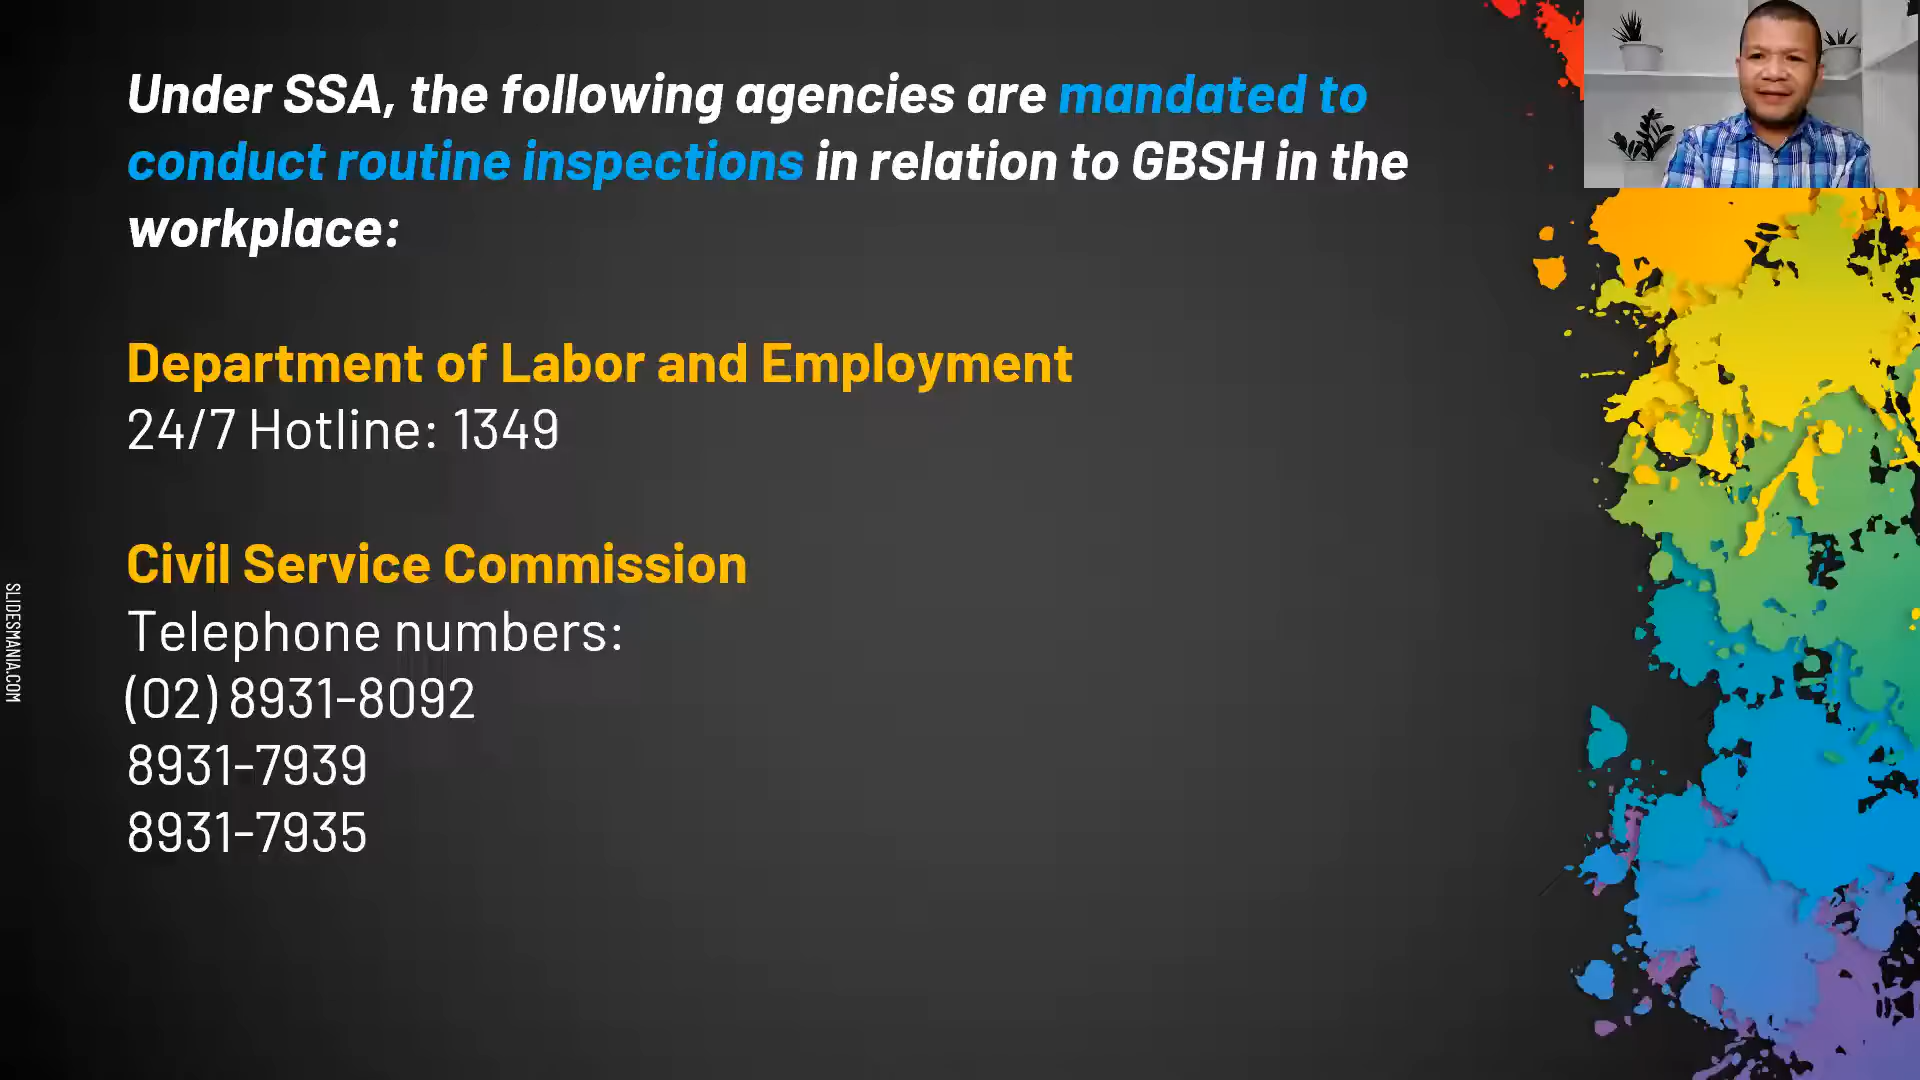 Under SSA, the following agencies are mandated to
conduct routine inspections in relation to GBSH in the
workplace:
Department of Labor and Employment
24/7 Hotline: 1349
Civil Service Commission
Telephone numbers:
(02) 8931-8092
8931-7939
8931-7935
SLIDESMANIA.COM